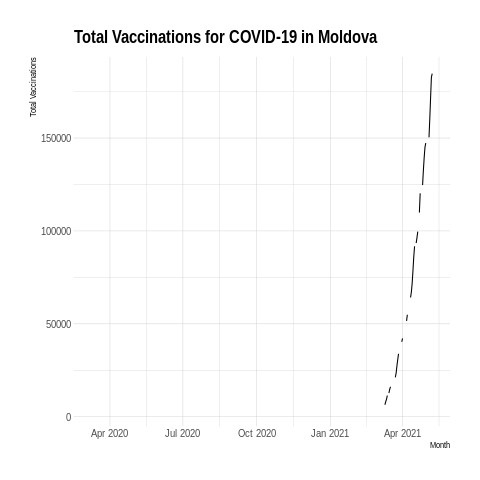 Total Vaccinations for COVID-19 in Moldova
Total Vaccinations
150000
100000
50000
0
Apr 2020 Jul 2020 Oct 2020 Jan 2021 Apr 2021
Month